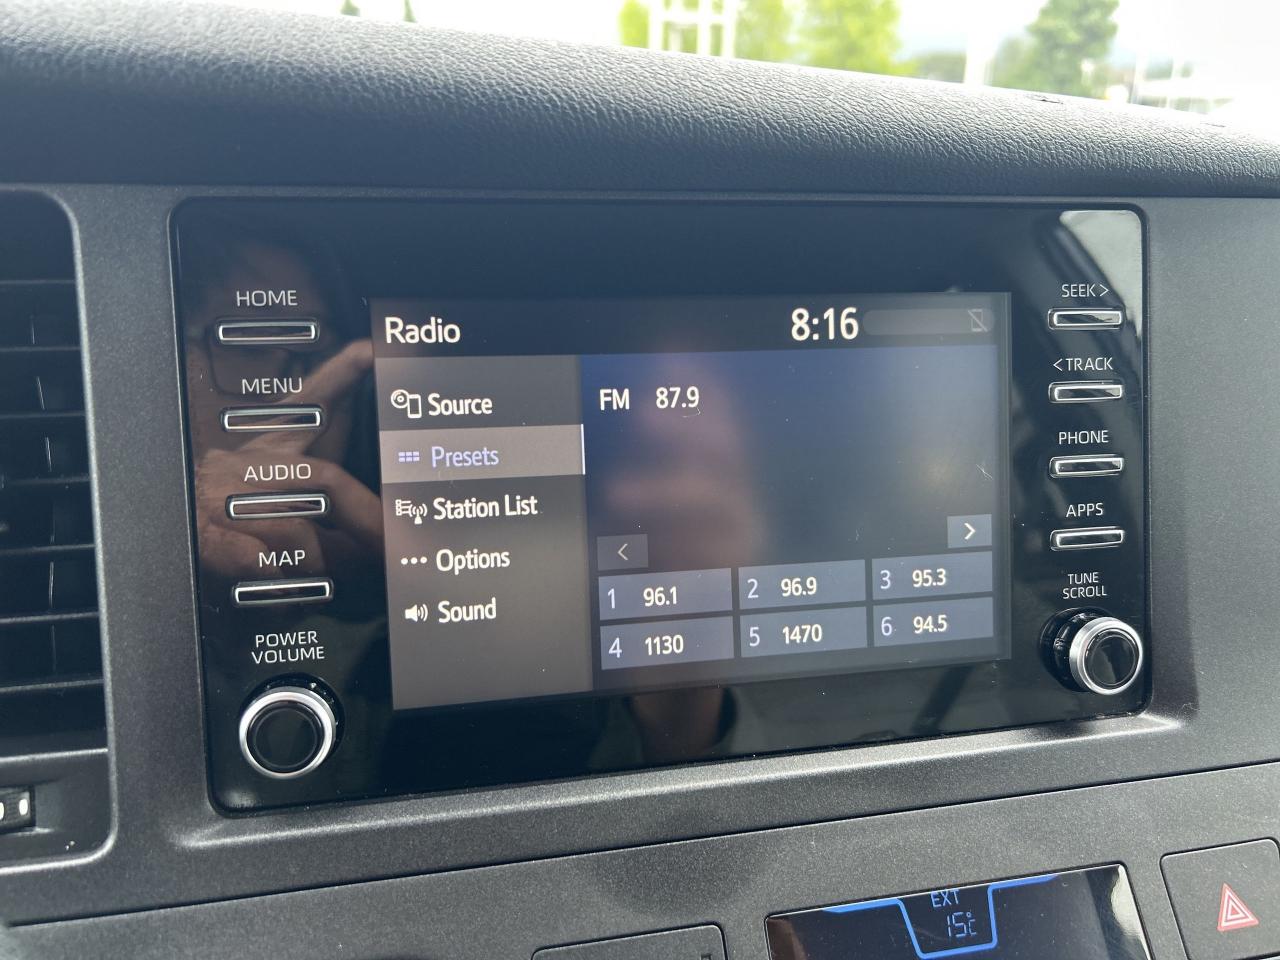 HOME
MENU
AUDIO
MAP
POWER
VOLUME
Radio
8:16
Source
Presets
Station List
Options
Sound
FM 87.9
<
>
1 96.1
2 96.9
3 95.3
4 1130
5 1470
6 94.5
SEEK >
< TRACK
PHONE
APPS
TUNE
SCROLL
EXT
15°C